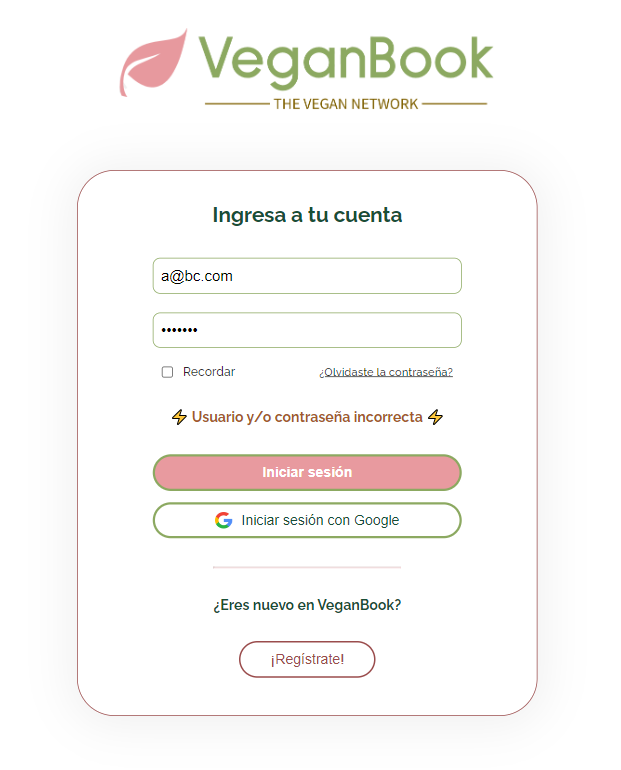 VeganBook
THE VEGAN NETWORK
Ingresa a tu cuenta
a@bc.com
•••••••
Recordar
¿Olvidaste la contraseña?
⚡ Usuario y/o contraseña incorrecta ⚡
Iniciar sesión
Iniciar sesión con Google
¿Eres nuevo en VeganBook?
¡Regístrate!